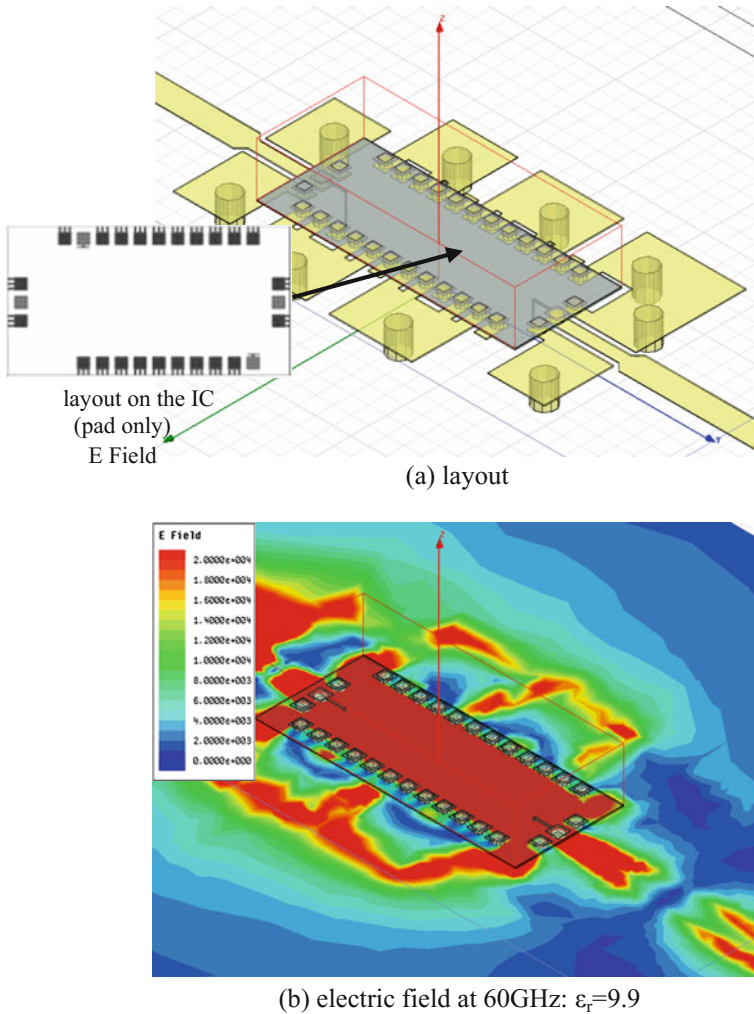 Z
Y
layout on the IC
(pad only)
E Field
(a) layout
E Field
2.0000e+004
1.8000e+004
1.6000e+004
1.4000e+004
1.2000e+004
1.0000e+004
8.0000e+003
6.0000e+003
4.0000e+003
2.0000e+003
0.0000e+000
Z
(b) electric field at 60GHz: εr=9.9